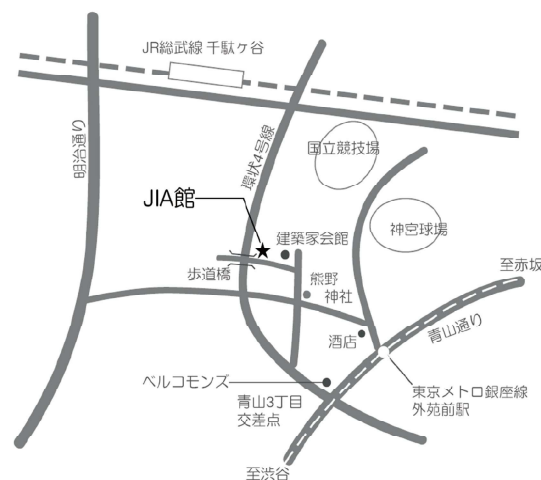 JR総武線 千駄ヶ谷
明治通り
環状4号線
国立競技場
JIA館
神宮球場
建築家会館
歩道橋
熊野
神社
至赤坂
青山通り
酒店
ベルコモンズ
青山3丁目
交差点
東京メトロ銀座線
外苑前駅
至渋谷